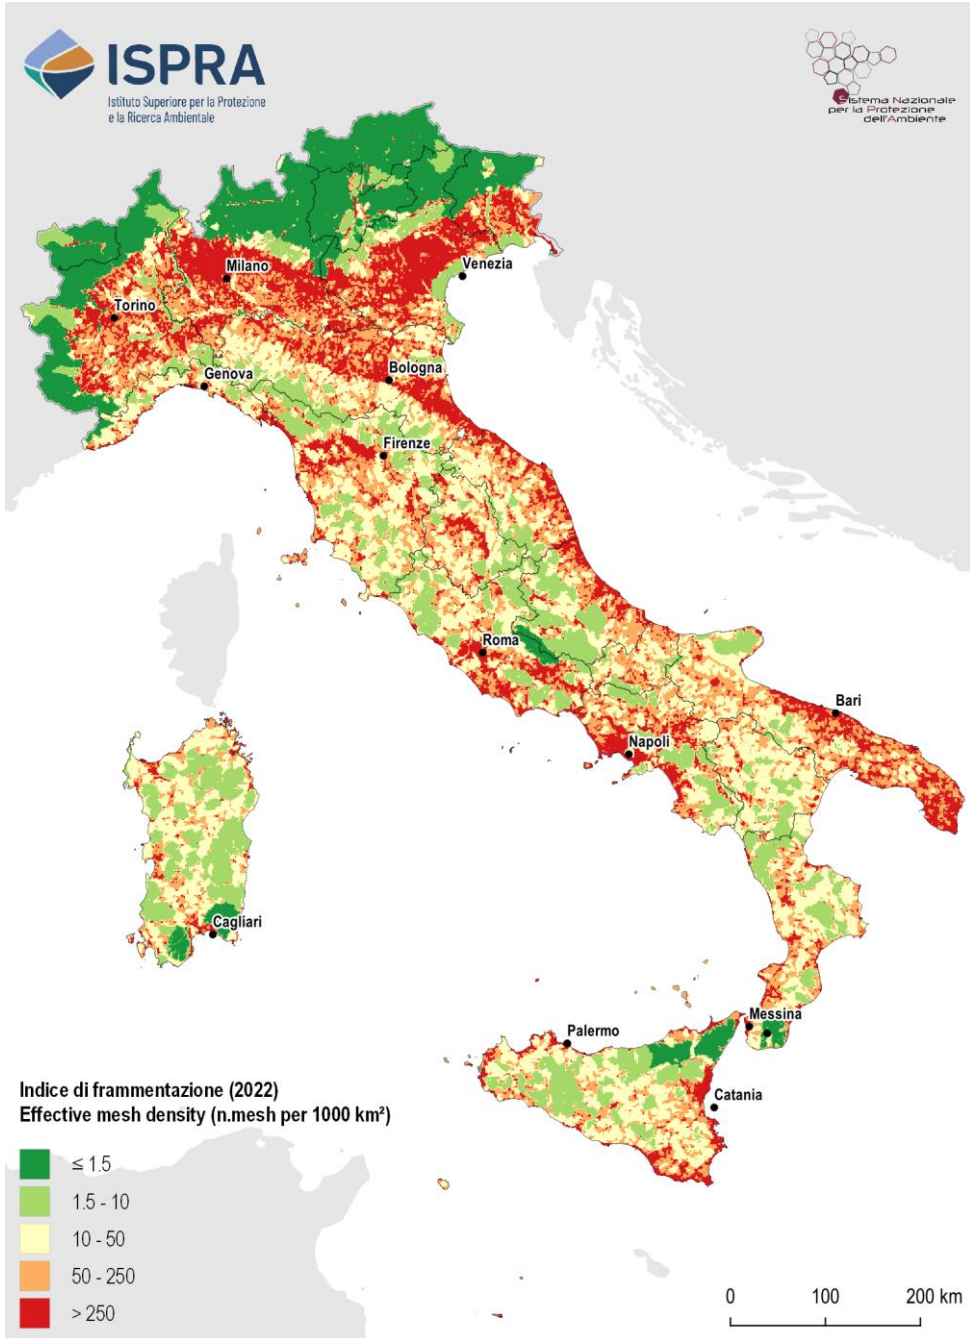 ISPRA
Istituto Superiore per la Protezione
e la Ricerca Ambientale
Sistema Nazionale
per la Protezione
dell'Ambiente
Milano
Venezia
Torino
Genova
Bologna
Firenze
Roma
Bari
Napoli
Cagliari
Messina
Palermo
Catania
Indice di frammentazione (2022)
Effective mesh density (n.mesh per 1000 km²)
≤ 1.5
1.5 - 10
10 - 50
50 - 250
> 250
0 100 200 km